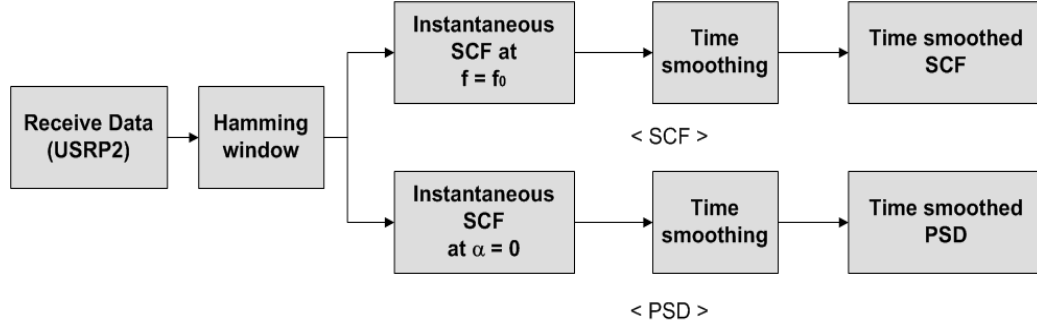 Receive Data
(USRP2)
Hamming
window
Instantaneous
SCF at
f = f₀
Time
smoothing
Time smoothed
SCF
< SCF >
Instantaneous
SCF
at α = 0
Time
smoothing
Time smoothed
PSD
< PSD >